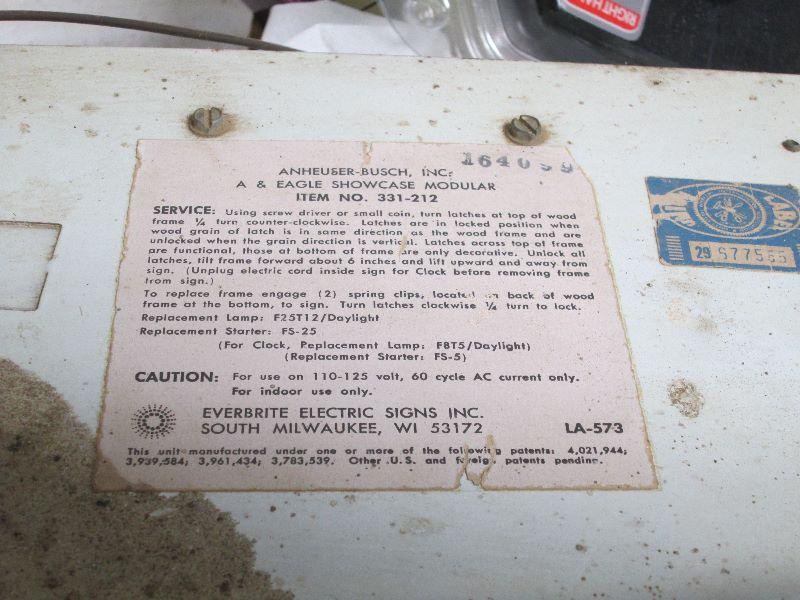 RIGHT HA
164099
ANHEUSER-BUSCH, INC.
A & EAGLE SHOWCASE MODULAR
ITEM NO. 331-212
SERVICE: Using screw driver or small coin, turn latches at top of wood
frame ¼ turn counter-clockwise. Latches are in locked position when
wood grain of latch is in same direction as the wood frame and are
unlocked when the grain direction is vertical. Latches across top of frame
are functional, those at bottom of frame are only decorative. Unlock all
latches, tilt frame forward about 6 inches and lift upward and away from
sign. (Unplug electric cord inside sign for Clock before removing frame
from sign.)
To replace frame engage (2) spring clips, located on back of wood
frame at the bottom, to sign. Turn latches clockwise ¼ turn to lock.
Replacement Lamp: F25T12/Daylight
Replacement Starter: FS-25
(For Clock, Replacement Lamp: F8T5/Daylight)
(Replacement Starter: FS-5)
CAUTION: For use on 110-125 volt, 60 cycle AC current only.
For indoor use only.
EVERBRITE ELECTRIC SIGNS INC.
SOUTH MILWAUKEE, WI 53172 LA-573
This unit manufactured under one or more of the following patents: 4,021,944;
3,939,584; 3,961,434; 3,783,539. Other U.S. and foreign patents pending.
29 677585